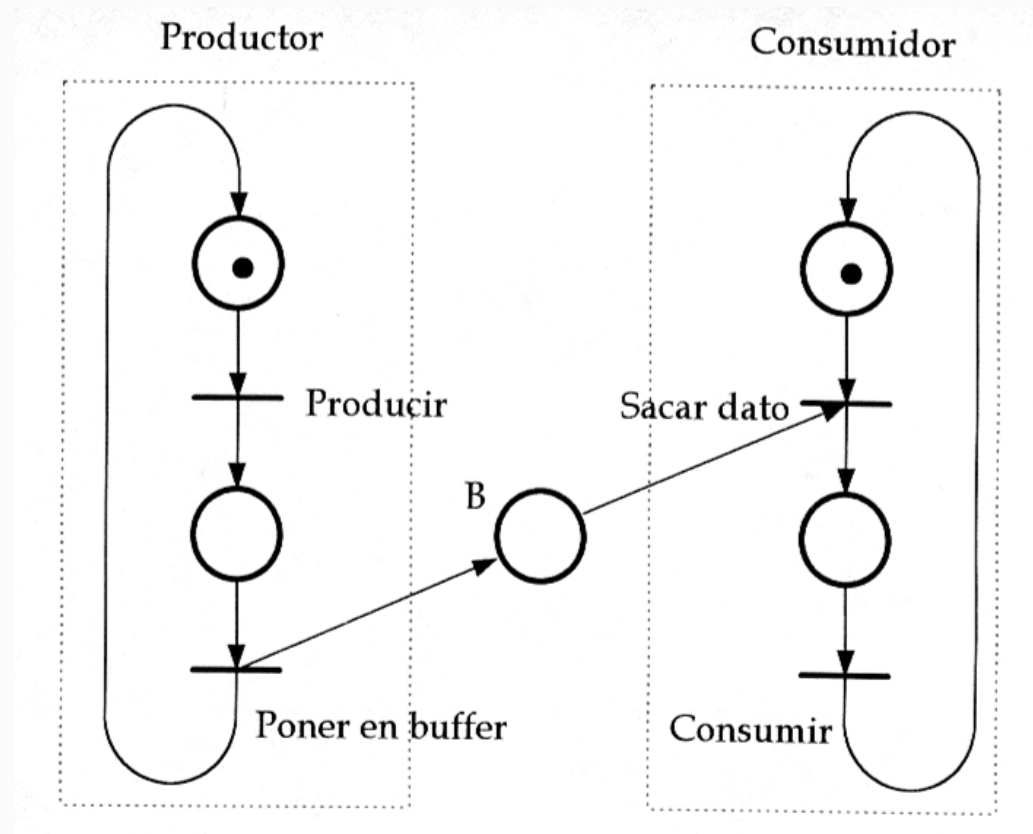 Productor
Consumidor
Producir
Sacar dato
B
Poner en buffer
Consumir